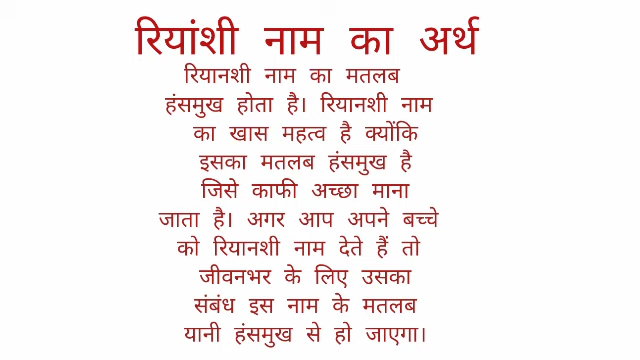 रियांशी नाम का अर्थ
रियानशी नाम का मतलब
हंसमुख होता है। रियानशी नाम
का खास महत्व है क्योंकि
इसका मतलब हंसमुख है
जिसे काफी अच्छा माना
जाता है। अगर आप अपने बच्चे
को रियानशी नाम देते हैं तो
जीवनभर के लिए उसका
संबंध इस नाम के मतलब
यानी हंसमुख से हो जाएगा।